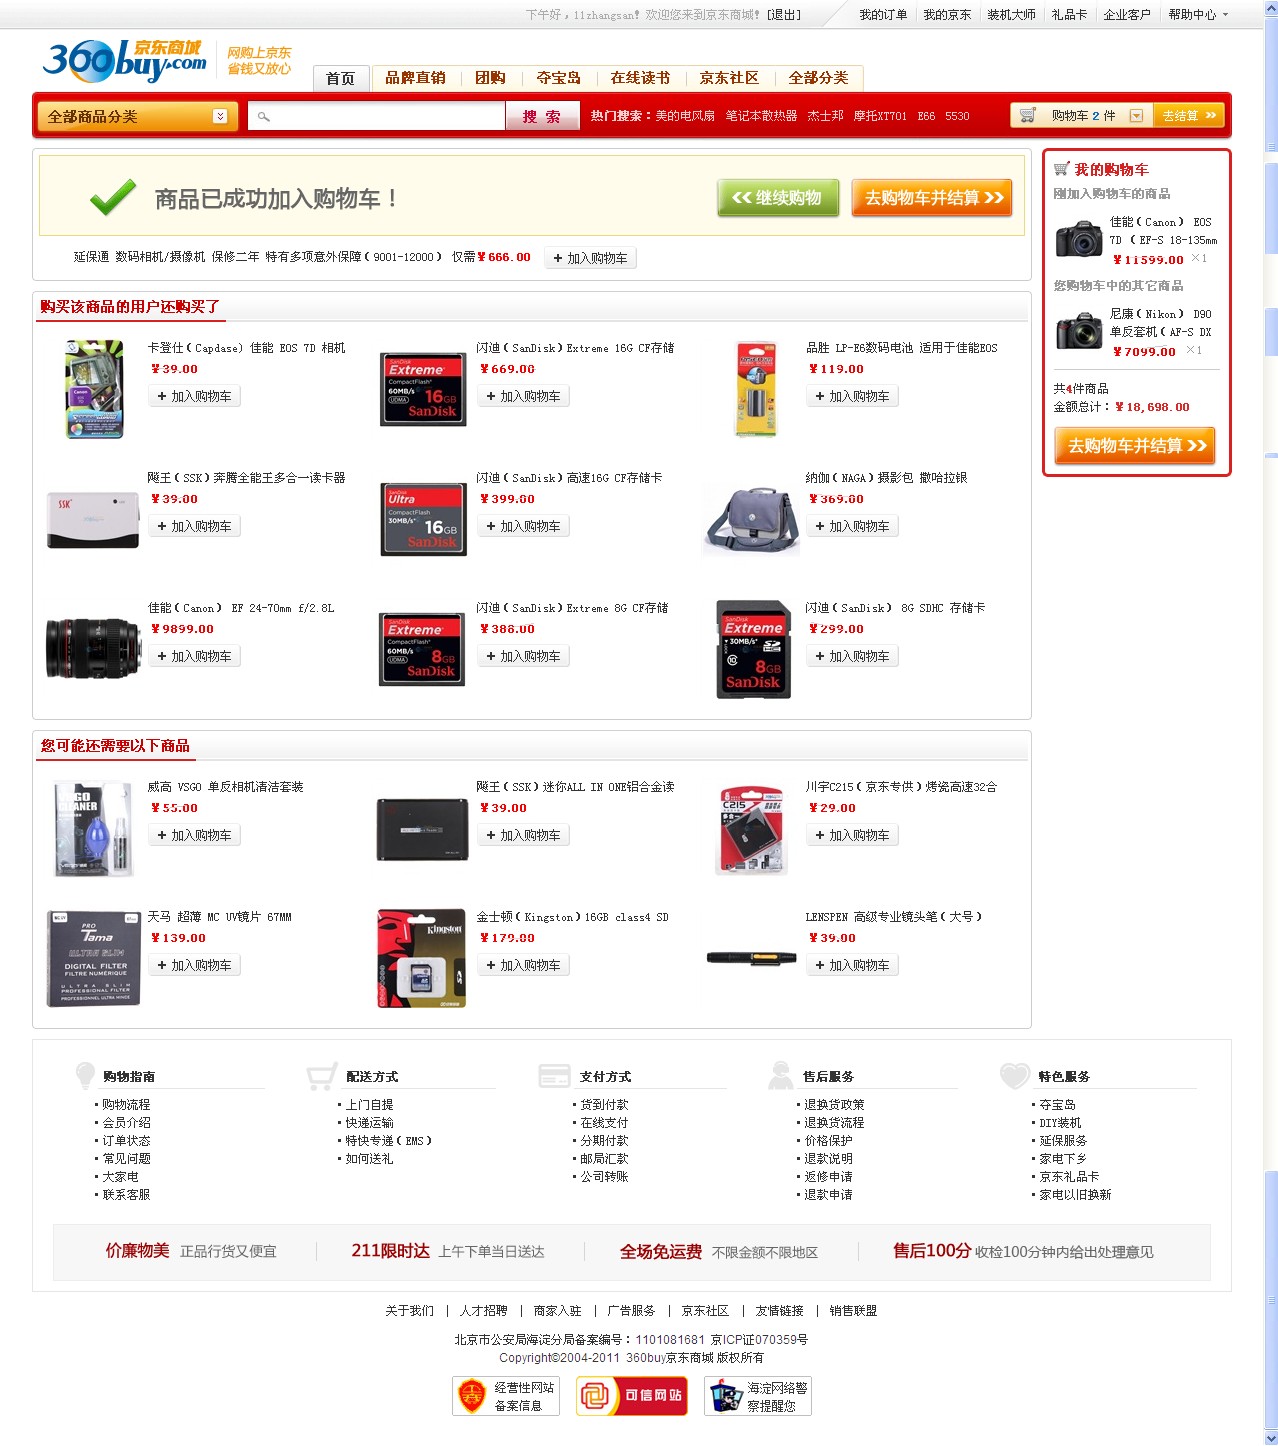 下午好，llzhangsan！欢迎您来到京东商城！[退出]
我的订单 我的京东 装机大师 礼品卡 企业客户 帮助中心
360buy.com 京东商城
网购上京东
省钱又放心
首页 品牌直销 团购 夺宝岛 在线读书 京东社区 全部分类
全部商品分类 搜 索 热门搜索：美的电风扇 笔记本散热器 杰士邦 摩托XT701 E66 5530 购物车 2 件 去结算
商品已成功加入购物车！ 继续购物 去购物车并结算
延保通 数码相机/摄像机 保修二年 特有多项意外保障（9001-12000） 仅需￥666.00 + 加入购物车
我的购物车
刚加入购物车的商品
佳能（Canon） EOS
7D （EF-S 18-135mm
￥11599.00 ×1
您购物车中的其它商品
尼康（Nikon） D90
单反套机（AF-S DX
￥7099.00 ×1
共4件商品
金额总计：￥18,698.00
去购物车并结算
购买该商品的用户还购买了
卡登仕（Capdase）佳能 EOS 7D 相机
￥39.00
+ 加入购物车
闪迪（SanDisk）Extreme 16G CF存储
￥669.00
+ 加入购物车
品胜 LP-E6数码电池 适用于佳能EOS
￥119.00
+ 加入购物车
飚王（SSK）奔腾全能王多合一读卡器
￥39.00
+ 加入购物车
闪迪（SanDisk）高速16G CF存储卡
￥399.00
+ 加入购物车
纳伽（NAGA）摄影包 撒哈拉银
￥369.00
+ 加入购物车
佳能（Canon） EF 24-70mm f/2.8L
￥9899.00
+ 加入购物车
闪迪（SanDisk）Extreme 8G CF存储
￥388.00
+ 加入购物车
闪迪（SanDisk） 8G SDHC 存储卡
￥299.00
+ 加入购物车
您可能还需要以下商品
威高 VSGO 单反相机清洁套装
￥55.00
+ 加入购物车
飚王（SSK）迷你ALL IN ONE铝合金读
￥39.00
+ 加入购物车
川宇C215（京东专供）烤瓷高速32合
￥29.00
+ 加入购物车
天马 超薄 MC UV镜片 67MM
￥139.00
+ 加入购物车
金士顿（Kingston）16GB class4 SD
￥179.00
+ 加入购物车
LENSPEN 高级专业镜头笔（大号）
￥39.00
+ 加入购物车
购物指南
购物流程
会员介绍
订单状态
常见问题
大家电
联系客服
配送方式
上门自提
快递运输
特快专递（EMS）
如何送礼
支付方式
货到付款
在线支付
分期付款
邮局汇款
公司转账
售后服务
退换货政策
退换货流程
价格保护
退款说明
返修申请
退款申请
特色服务
夺宝岛
DIY装机
延保服务
家电下乡
京东礼品卡
家电以旧换新
价廉物美 正品行货又便宜 211限时达 上午下单当日送达 全场免运费 不限金额不限地区 售后100分 收检100分钟内给出处理意见
关于我们 | 人才招聘 | 商家入驻 | 广告服务 | 京东社区 | 友情链接 | 销售联盟
北京市公安局海淀分局备案编号：1101081681 京ICP证070359号
Copyright©2004-2011 360buy京东商城 版权所有
经营性网站
备案信息
可信网站
海淀网络警
察提醒您